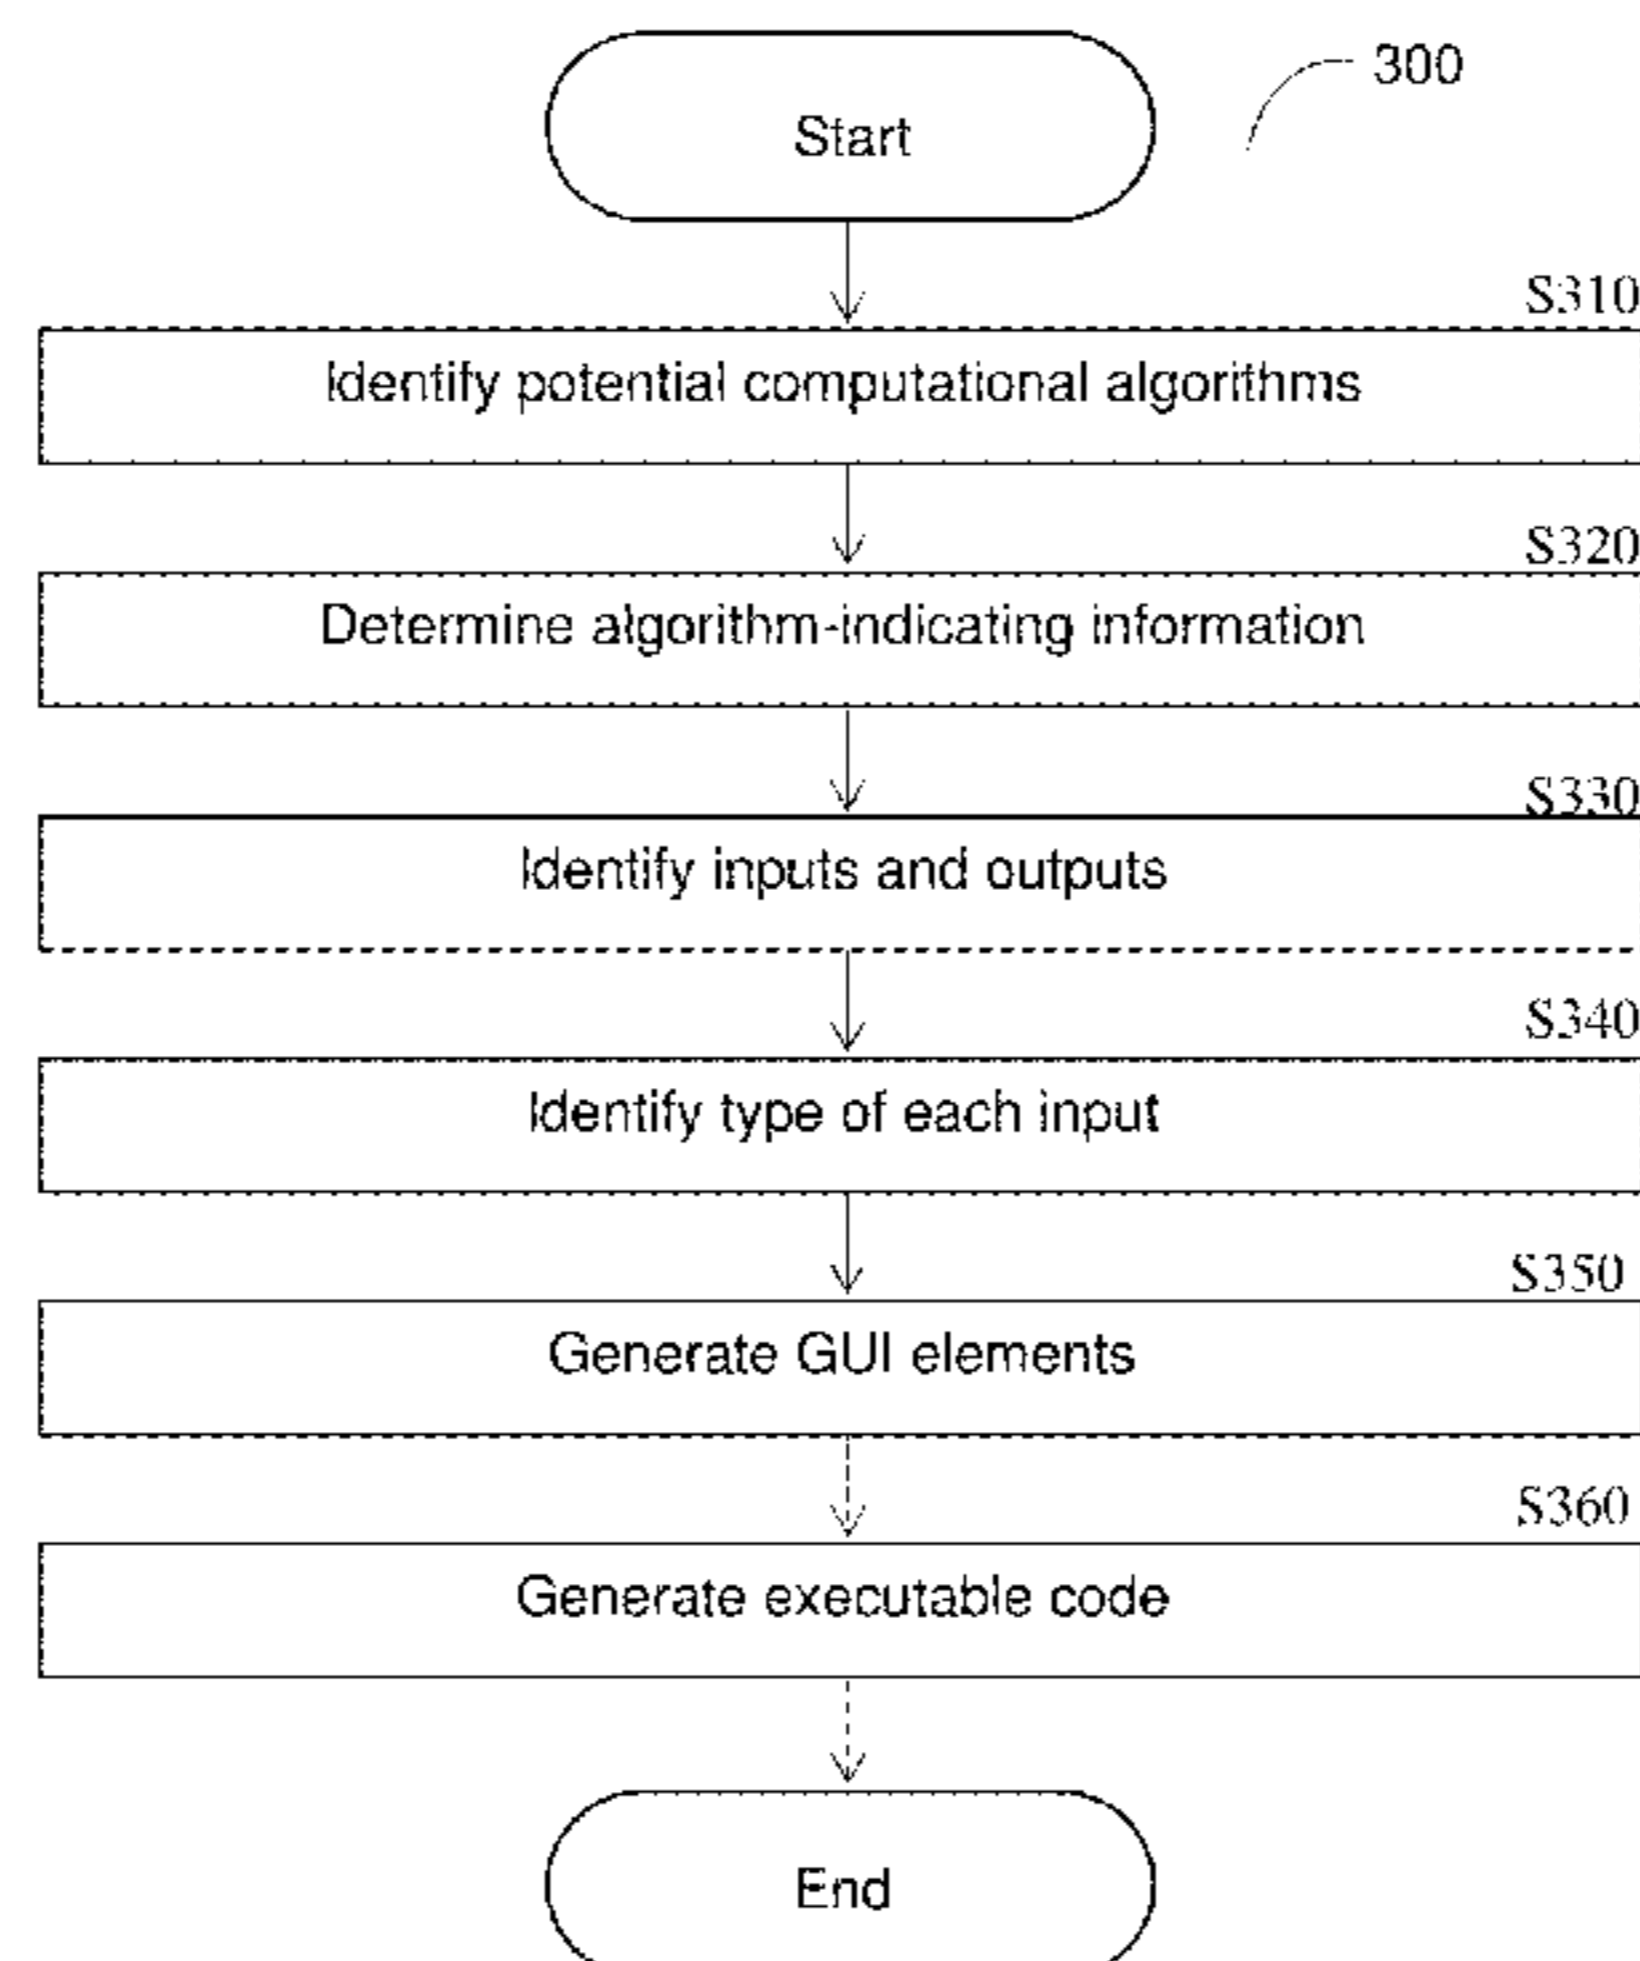 300
Start
S310
Identify potential computational algorithms
S320
Determine algorithm-indicating information
S330
Identify inputs and outputs
S340
Identify type of each input
S350
Generate GUI elements
S360
Generate executable code
End